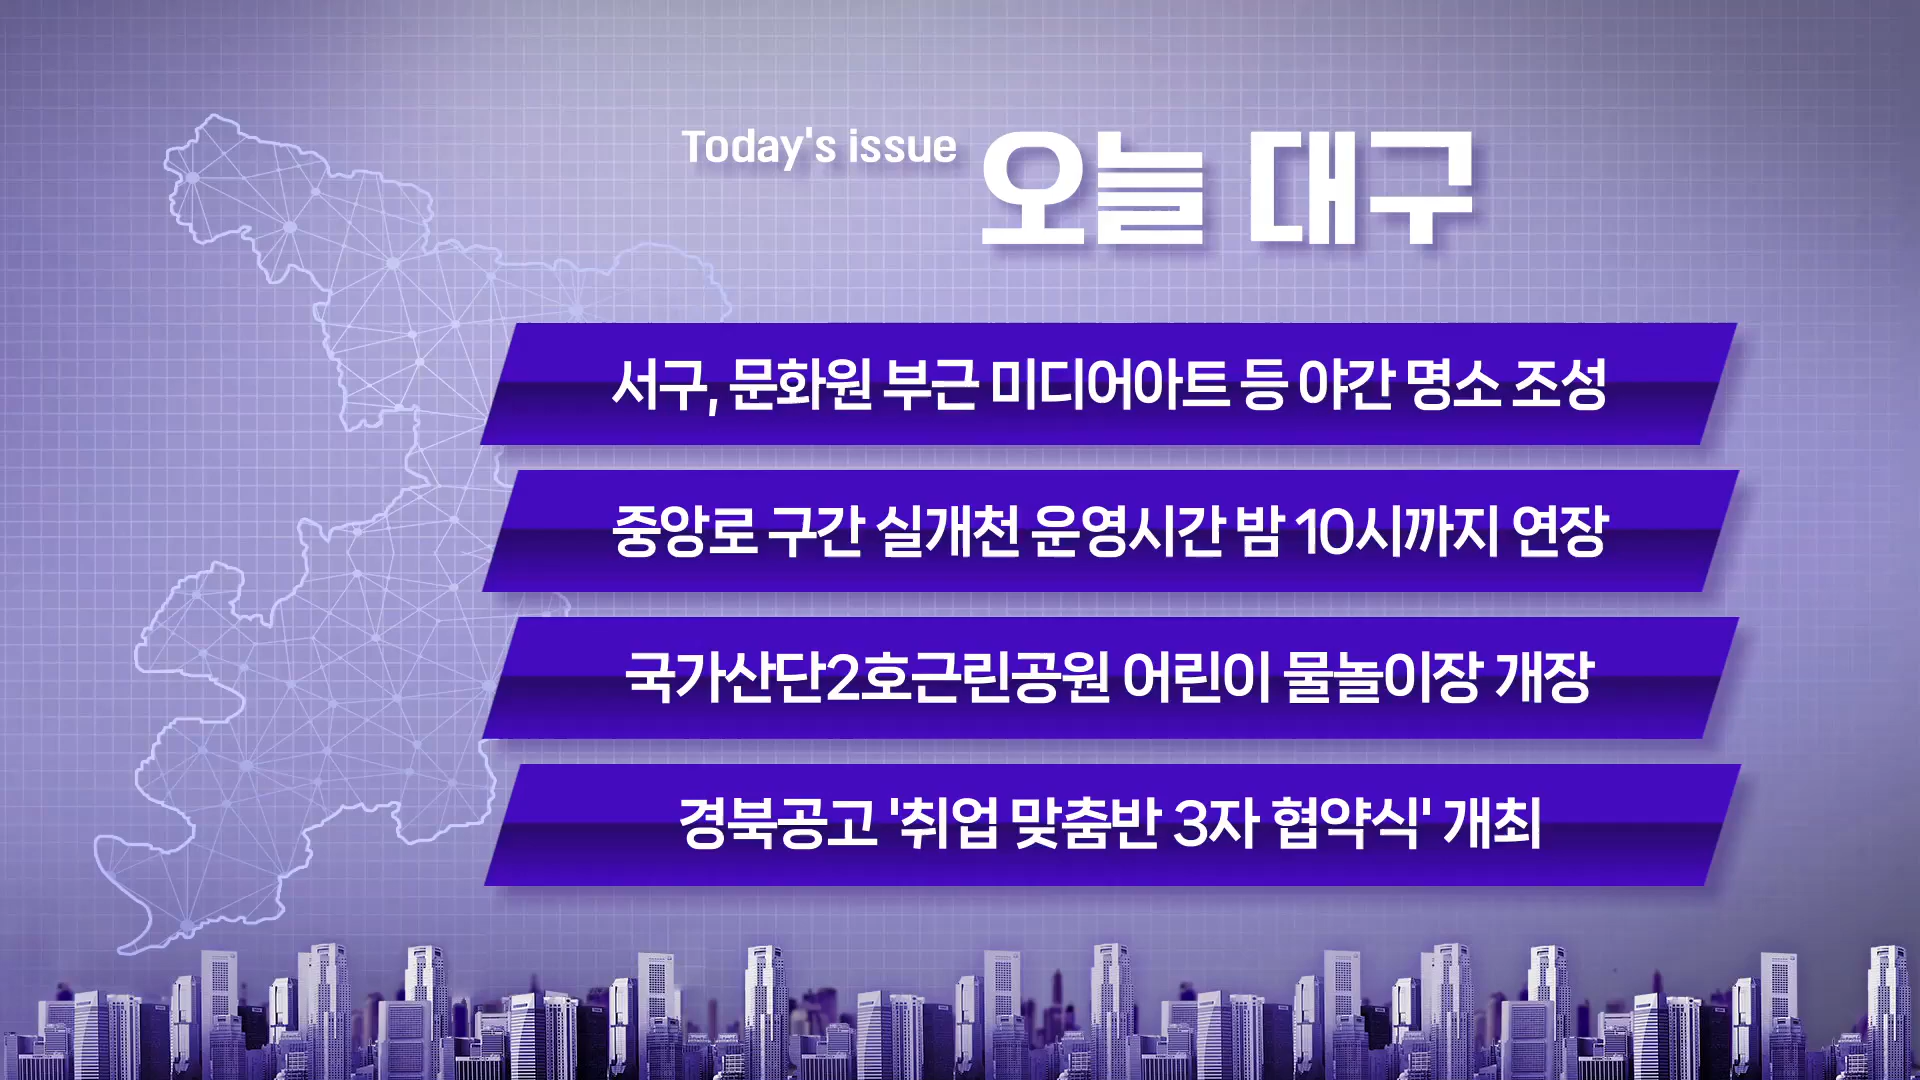 Today's issue 오늘 대구
서구, 문화원 부근 미디어아트 등 야간 명소 조성
중앙로 구간 실개천 운영시간 밤 10시까지 연장
국가산단2호근린공원 어린이 물놀이장 개장
경북공고 '취업 맞춤반 3자 협약식' 개최